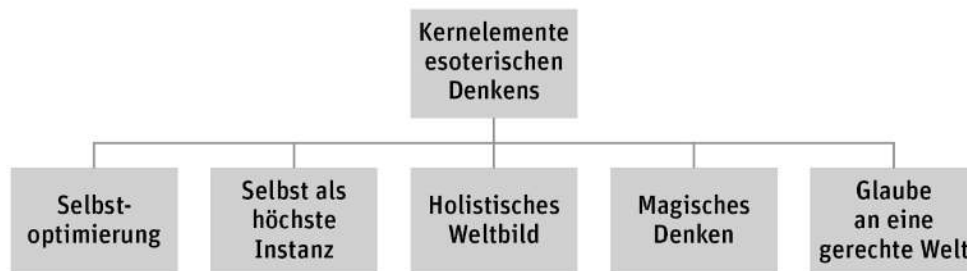 Kernelemente
esoterischen
Denkens
Selbst-
optimierung
Selbst als
höchste
Instanz
Holistisches
Weltbild
Magisches
Denken
Glaube
an eine
gerechte Welt